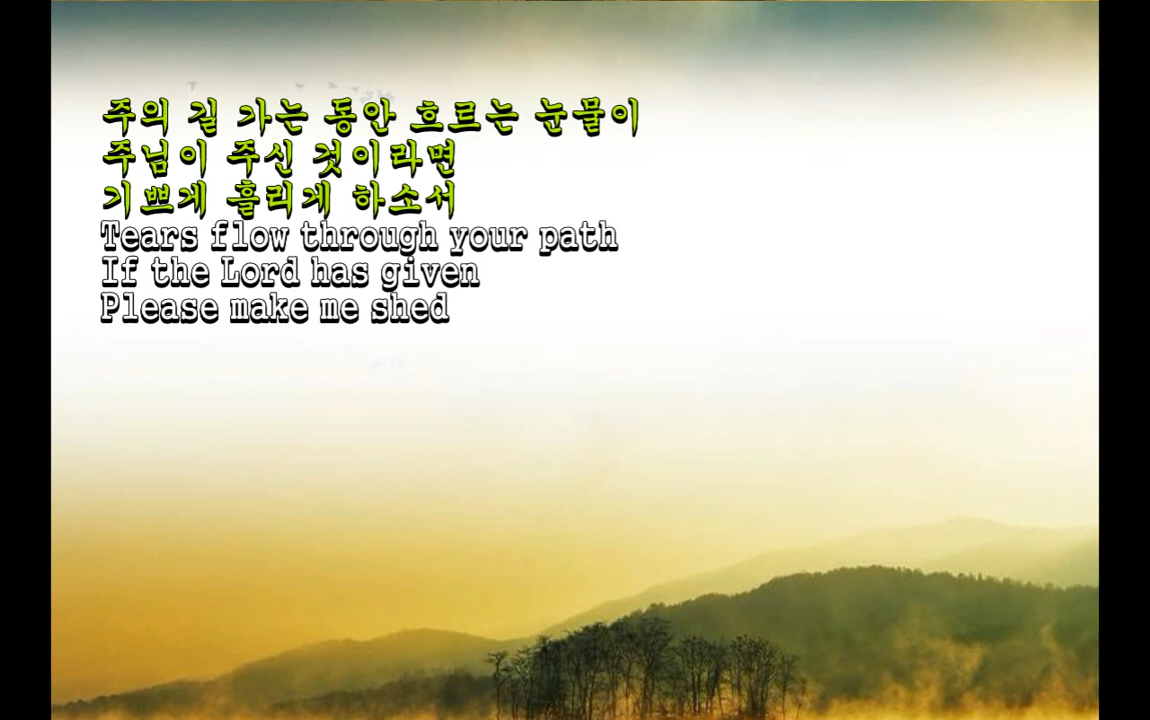 주의 길 가는 동안 흐르는 눈물이
주님이 주신 것이라면
기쁘게 흘리게 하소서
Tears flow through your path
If the Lord has given
Please make me shed